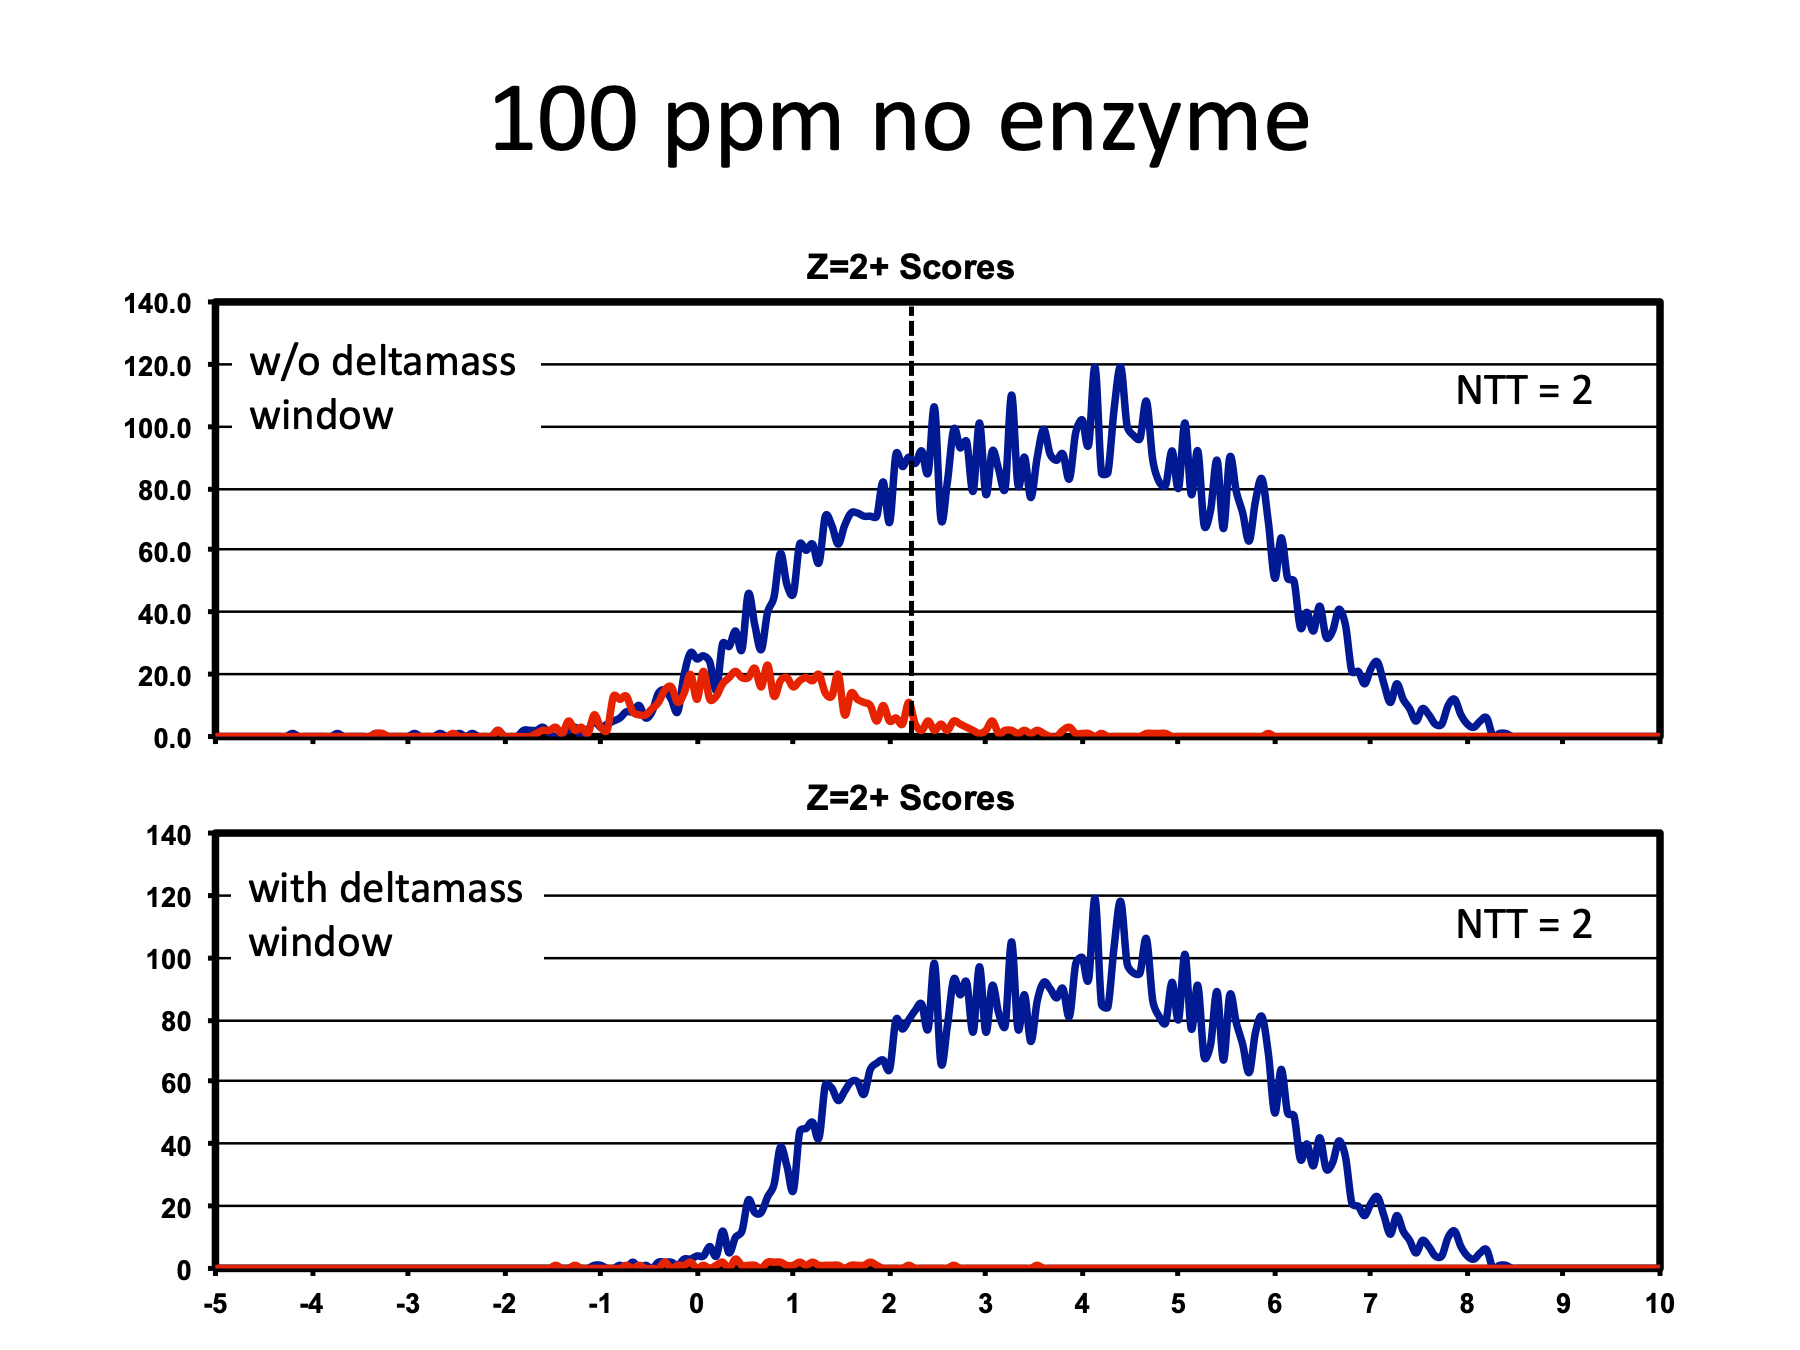 100 ppm no enzyme
Z=2+ Scores
140.0
120.0
100.0
80.0
60.0
40.0
20.0
0.0
w/o deltamass
window
NTT = 2
Z=2+ Scores
140
120
100
80
60
40
20
0
with deltamass
window
NTT = 2
-5 -4 -3 -2 -1 0 1 2 3 4 5 6 7 8 9 10